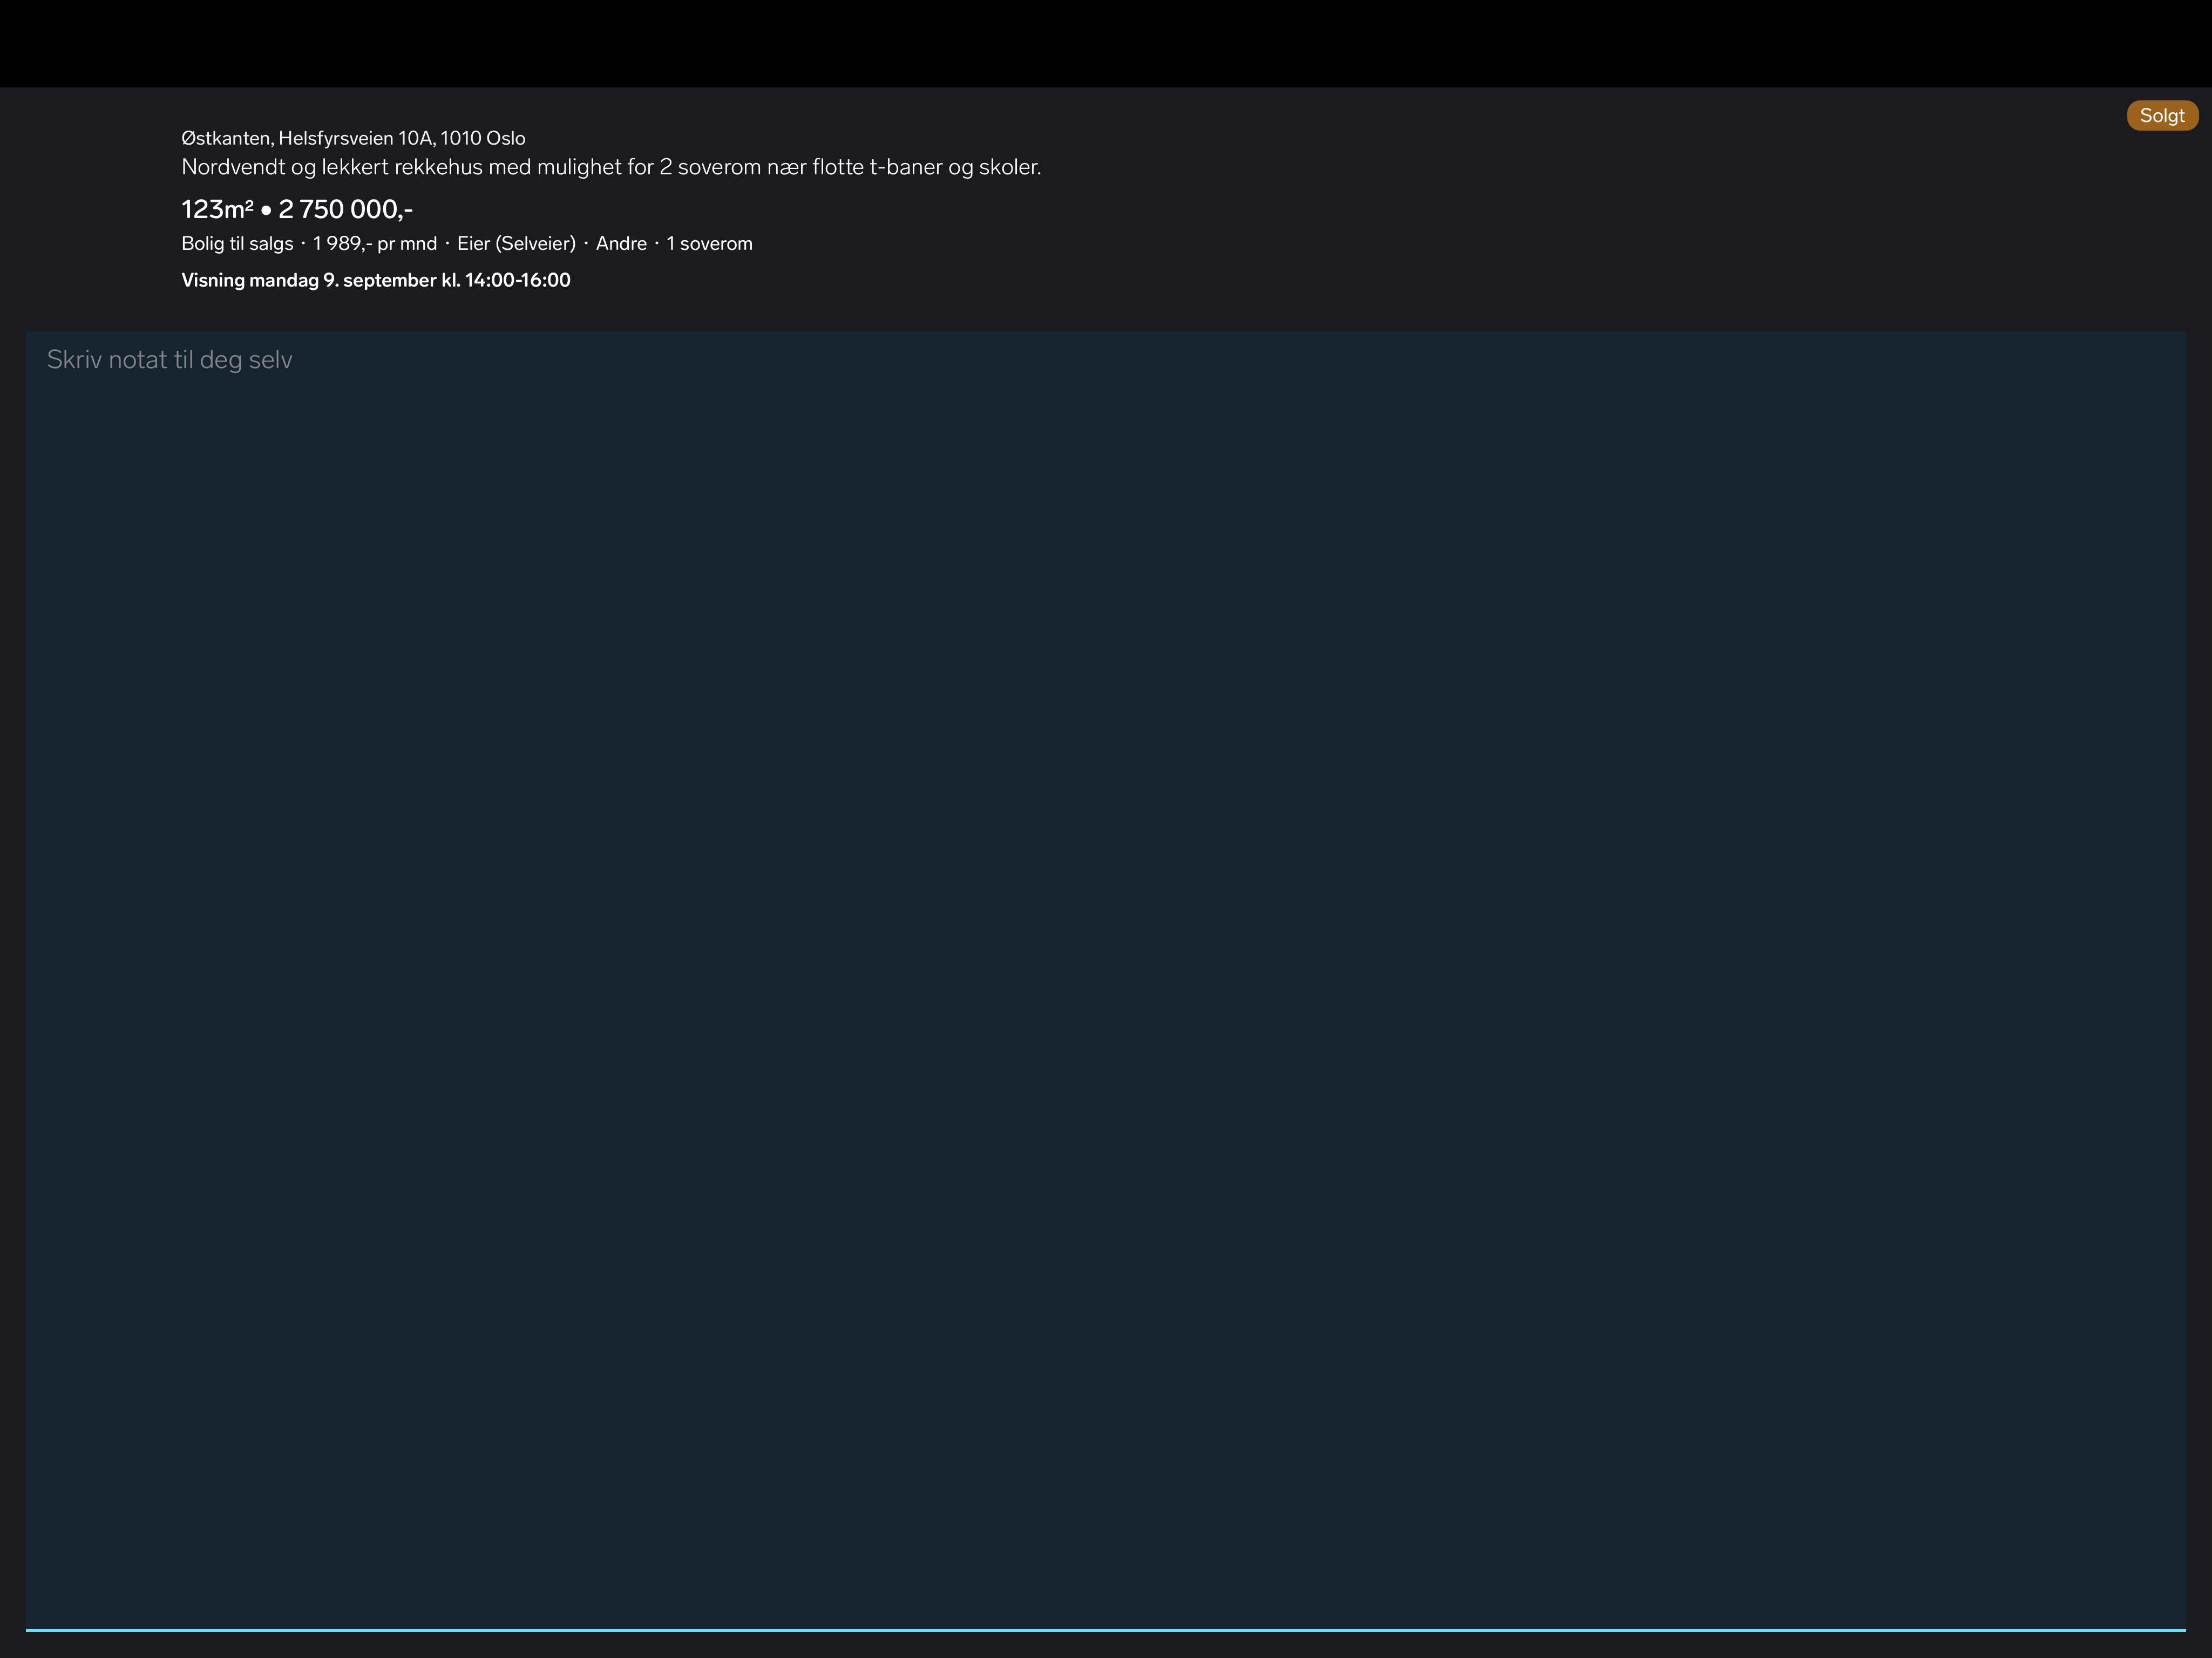 Solgt
Østkanten, Helsfyrsveien 10A, 1010 Oslo
Nordvendt og lekkert rekkehus med mulighet for 2 soverom nær flotte t-baner og skoler.
123m² • 2 750 000,-
Bolig til salgs · 1 989,- pr mnd · Eier (Selveier) · Andre · 1 soverom
Visning mandag 9. september kl. 14:00-16:00
Skriv notat til deg selv